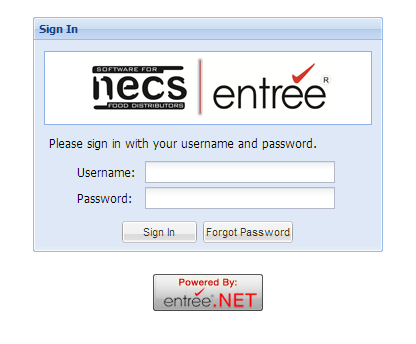 Sign In
SOFTWARE FOR
necs
FOOD DISTRIBUTORS
entrée®
Please sign in with your username and password.
Username:
Password:
Sign In Forgot Password
Powered By:
entrée.NET